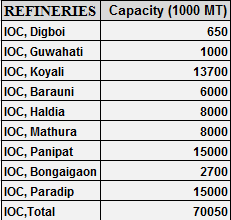 REFINERIES Capacity (1000 MT)
IOC, Digboi 650
IOC, Guwahati 1000
IOC, Koyali 13700
IOC, Barauni 6000
IOC, Haldia 8000
IOC, Mathura 8000
IOC, Panipat 15000
IOC, Bongaigaon 2700
IOC, Paradip 15000
IOC,Total 70050